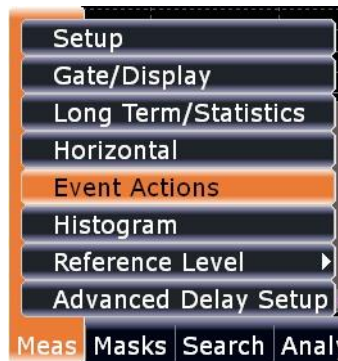 Setup
Gate/Display
Long Term/Statistics
Horizontal
Event Actions
Histogram
Reference Level
Advanced Delay Setup
Meas Masks Search